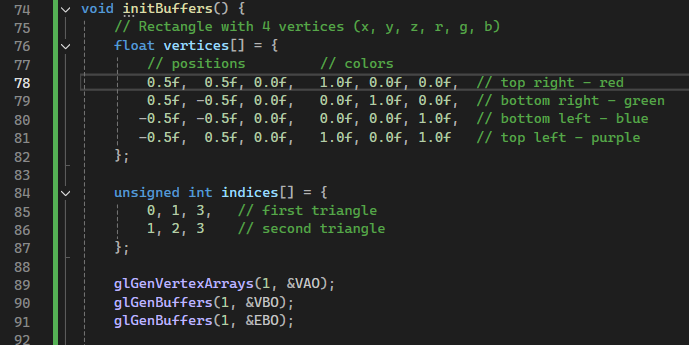 74 void initBuffers() {
75     // Rectangle with 4 vertices (x, y, z, r, g, b)
76     float vertices[] = {
77         // positions         // colors
78         0.5f,  0.5f, 0.0f,   1.0f, 0.0f, 0.0f,  // top right - red
79         0.5f, -0.5f, 0.0f,   0.0f, 1.0f, 0.0f,  // bottom right - green
80        -0.5f, -0.5f, 0.0f,   0.0f, 0.0f, 1.0f,  // bottom left - blue
81        -0.5f,  0.5f, 0.0f,   1.0f, 0.0f, 1.0f   // top left - purple
82     };
83
84     unsigned int indices[] = {
85         0, 1, 3,   // first triangle
86         1, 2, 3    // second triangle
87     };
88
89     glGenVertexArrays(1, &VAO);
90     glGenBuffers(1, &VBO);
91     glGenBuffers(1, &EBO);
92